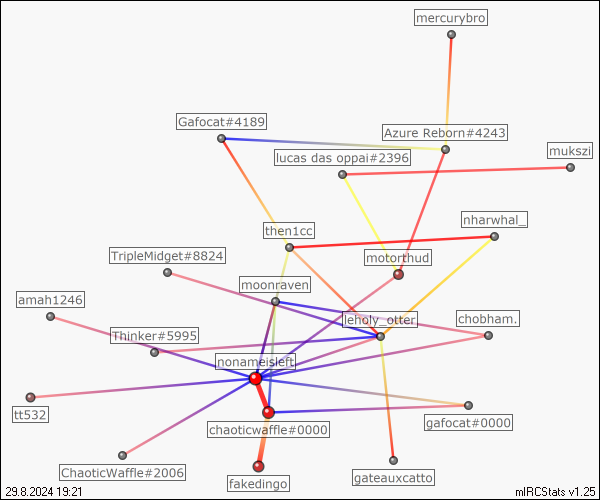 mercurybro
Gafocat#4189
Azure Reborn#4243
lucas das oppai#2396
mukszi
nharwhal_
then1cc
TripleMidget#8824
motorthud
moonraven
amah1246
leholy_otter
chobham.
Thinker#5995
nonameisleft
tt532
gafocat#0000
chaoticwaffle#0000
ChaoticWaffle#2006
fakedingo
gateauxcatto
29.8.2024 19:21
mIRCStats v1.25